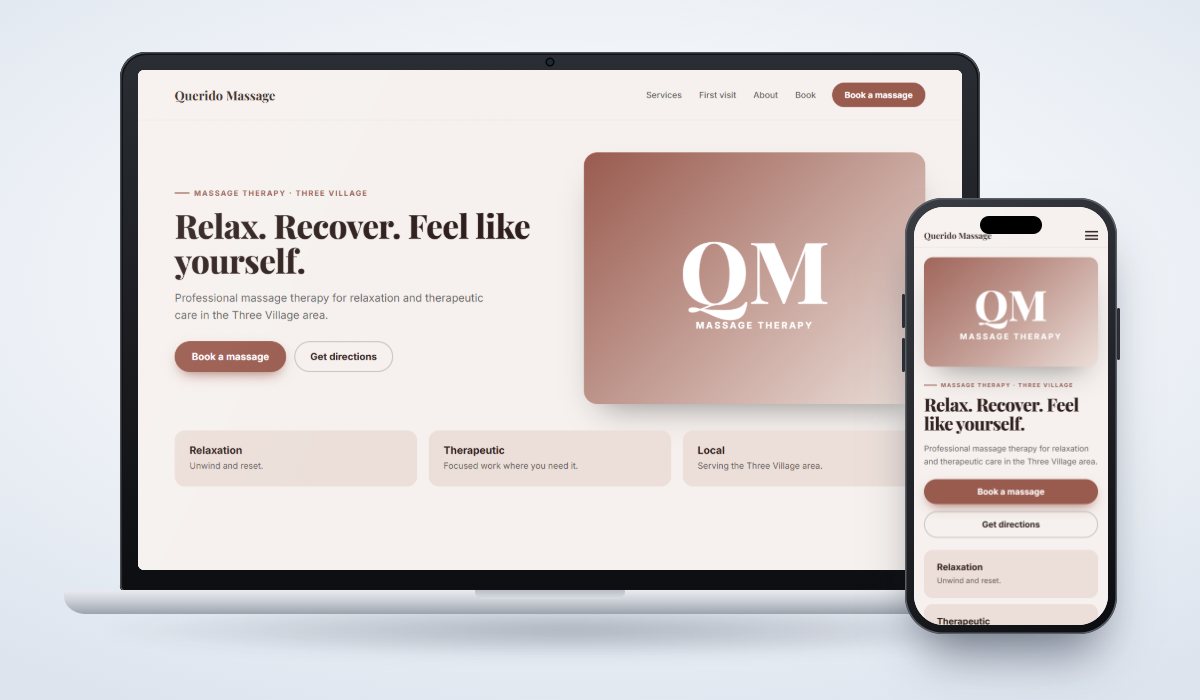 Querido Massage
Services First visit About Book Book a massage
MASSAGE THERAPY · THREE VILLAGE
Relax. Recover. Feel like
yourself.
Professional massage therapy for relaxation and therapeutic
care in the Three Village area.
Book a massage Get directions
QM
MASSAGE THERAPY
Relaxation
Unwind and reset.
Therapeutic
Focused work where you need it.
Local
Serving the Three Village area.
Querido Massage
QM
MASSAGE THERAPY
MASSAGE THERAPY · THREE VILLAGE
Relax. Recover. Feel
like yourself.
Professional massage therapy for relaxation
and therapeutic care in the Three Village area.
Book a massage
Get directions
Relaxation
Unwind and reset.
Therapeutic